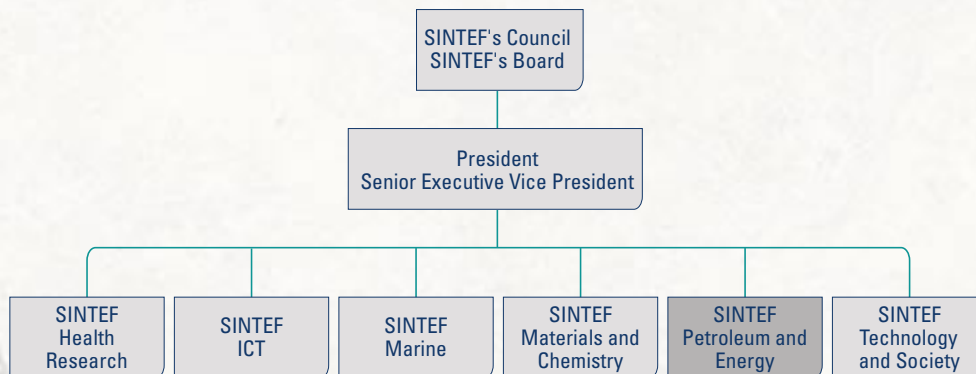 SINTEF's Council
SINTEF's Board
President
Senior Executive Vice President
SINTEF
Health
Research
SINTEF
ICT
SINTEF
Marine
SINTEF
Materials and
Chemistry
SINTEF
Petroleum and
Energy
SINTEF
Technology
and Society